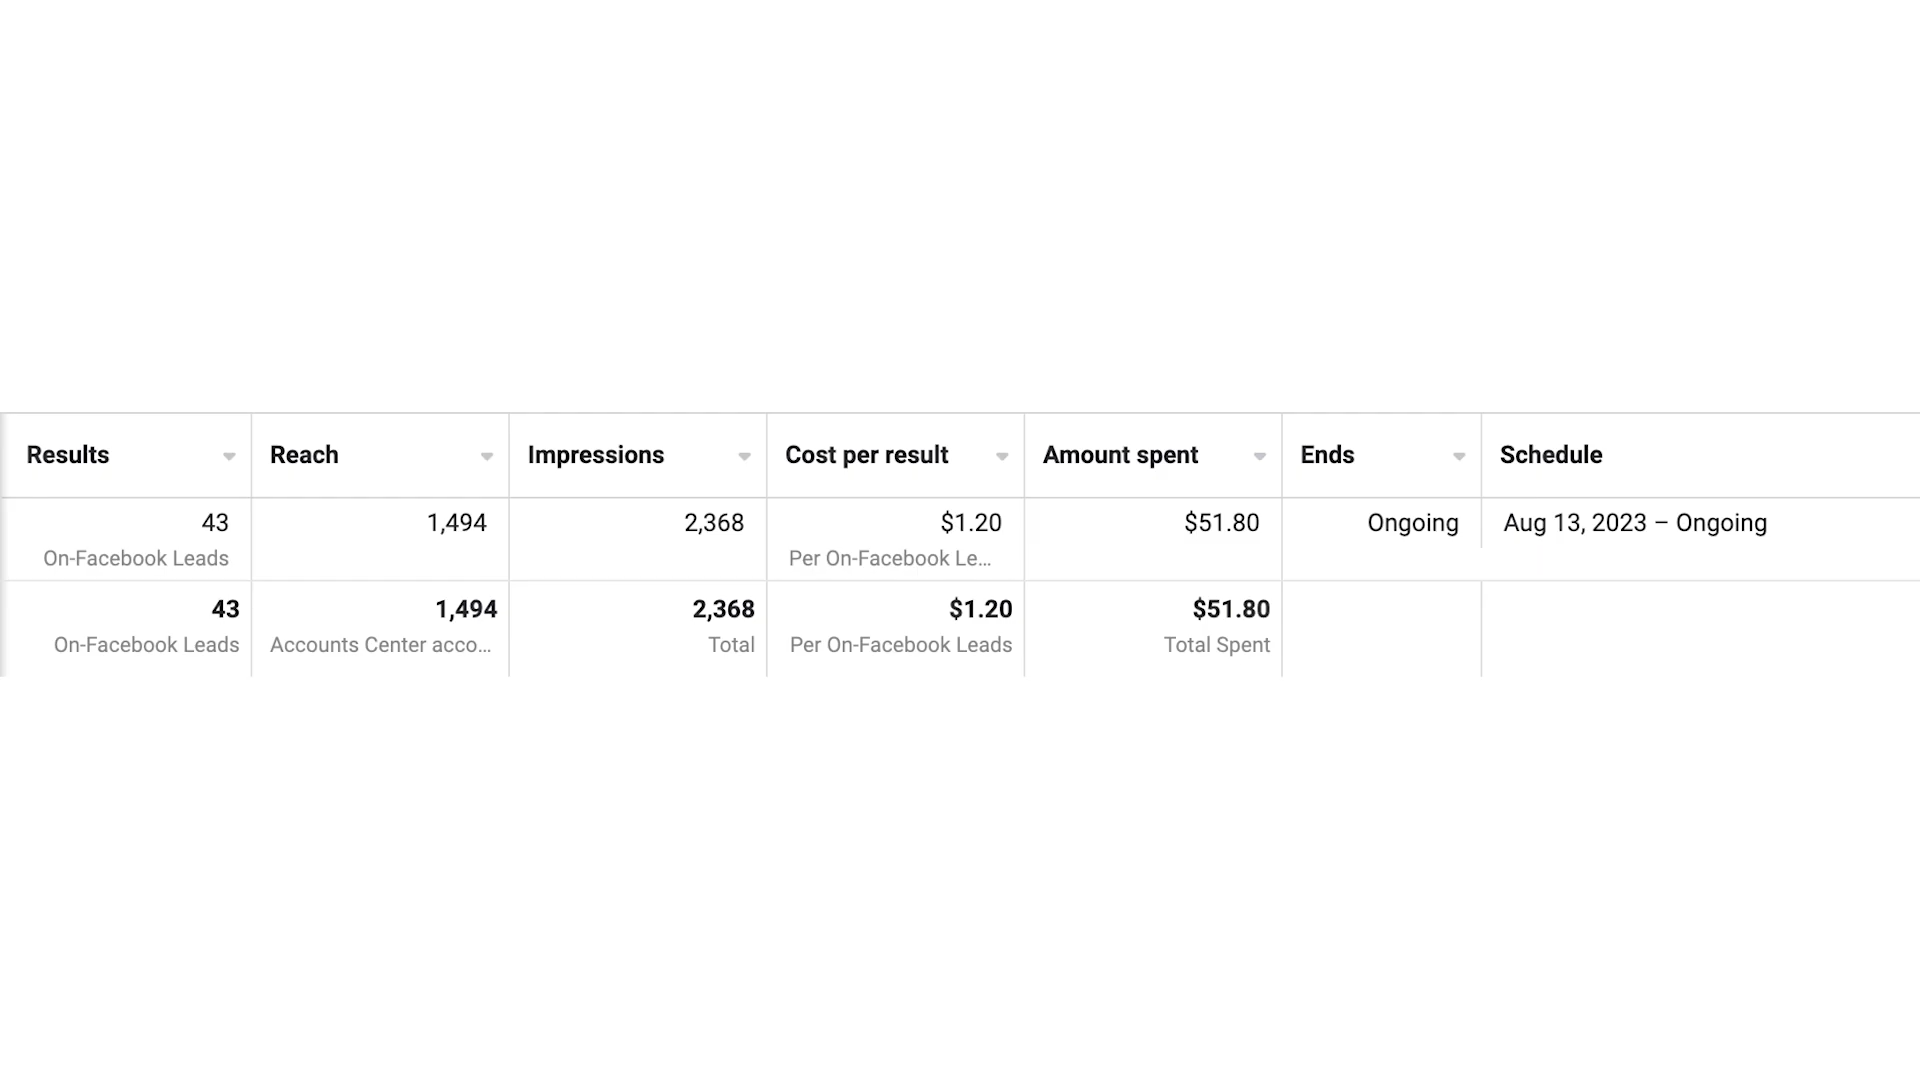 Results Reach Impressions Cost per result Amount spent Ends Schedule
43 1,494 2,368 $1.20 $51.80 Ongoing Aug 13, 2023 – Ongoing
On-Facebook Leads Per On-Facebook Le...
43 1,494 2,368 $1.20 $51.80
On-Facebook Leads Accounts Center acco... Total Per On-Facebook Leads Total Spent